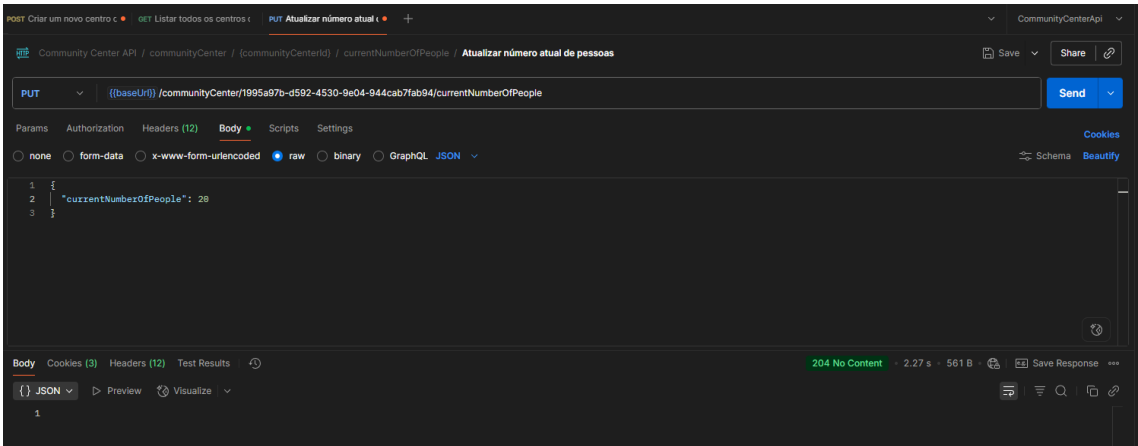 POST Criar um novo centro c GET Listar todos os centros c PUT Atualizar número atual c + CommunityCenterApi
HTTP Community Center API / communityCenter / {communityCenterId} / currentNumberOfPeople / Atualizar número atual de pessoas Save Share
PUT {{baseUrl}} /communityCenter/1995a97b-d592-4530-9e04-944cab7fab94/currentNumberOfPeople Send
Params Authorization Headers (12) Body Scripts Settings Cookies
none form-data x-www-form-urlencoded raw binary GraphQL JSON Schema Beautify
1 {
2 "currentNumberOfPeople": 20
3 }
Body Cookies (3) Headers (12) Test Results 204 No Content 2.27 s 561 B Save Response
{} JSON Preview Visualize
1